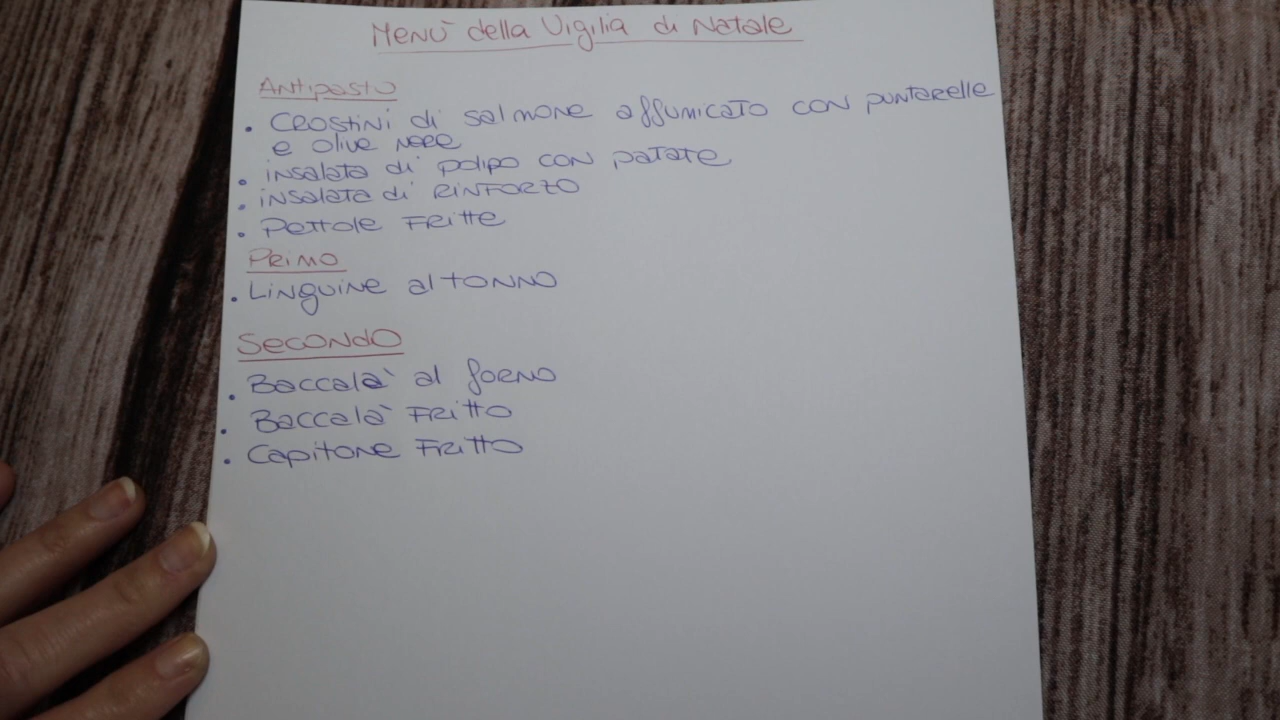 Menù della Vigilia di Natale
Antipasto
• Crostini di salmone affumicato con puntarelle
e olive nere
• insalata di polipo con patate
• insalata di RINFORZO
• Pettole FRitte
PRIMO
• Linguine al tonno
SecondO
• Baccalà al forno
• Baccalà FRitto
• Capitone FRitto